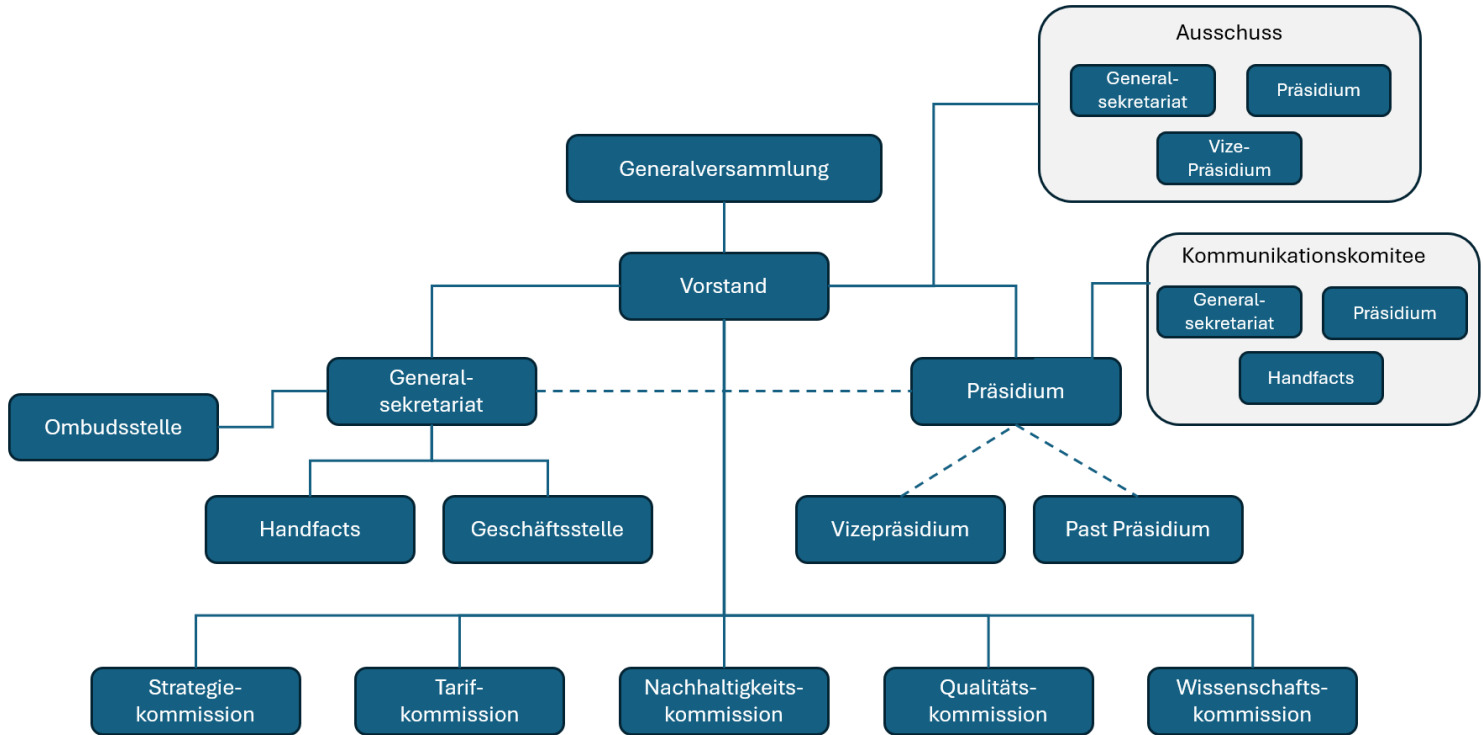 Ausschuss
General-
sekretariat
Präsidium
Vize-
Präsidium
Generalversammlung
Kommunikationskomitee
General-
sekretariat
Präsidium
Handfacts
Vorstand
General-
sekretariat
Präsidium
Ombudsstelle
Handfacts
Geschäftsstelle
Vizepräsidium
Past Präsidium
Strategie-
kommission
Tarif-
kommission
Nachhaltigkeits-
kommission
Qualitäts-
kommission
Wissenschafts-
kommission